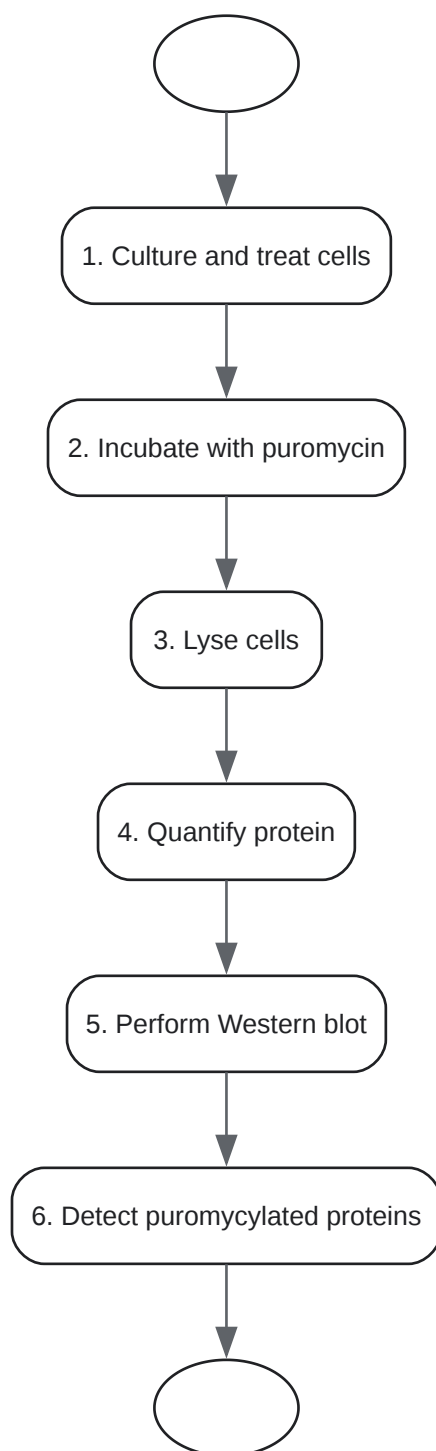 1. Culture and treat cells
2. Incubate with puromycin
3. Lyse cells
4. Quantify protein
5. Perform Western blot
6. Detect puromycylated proteins